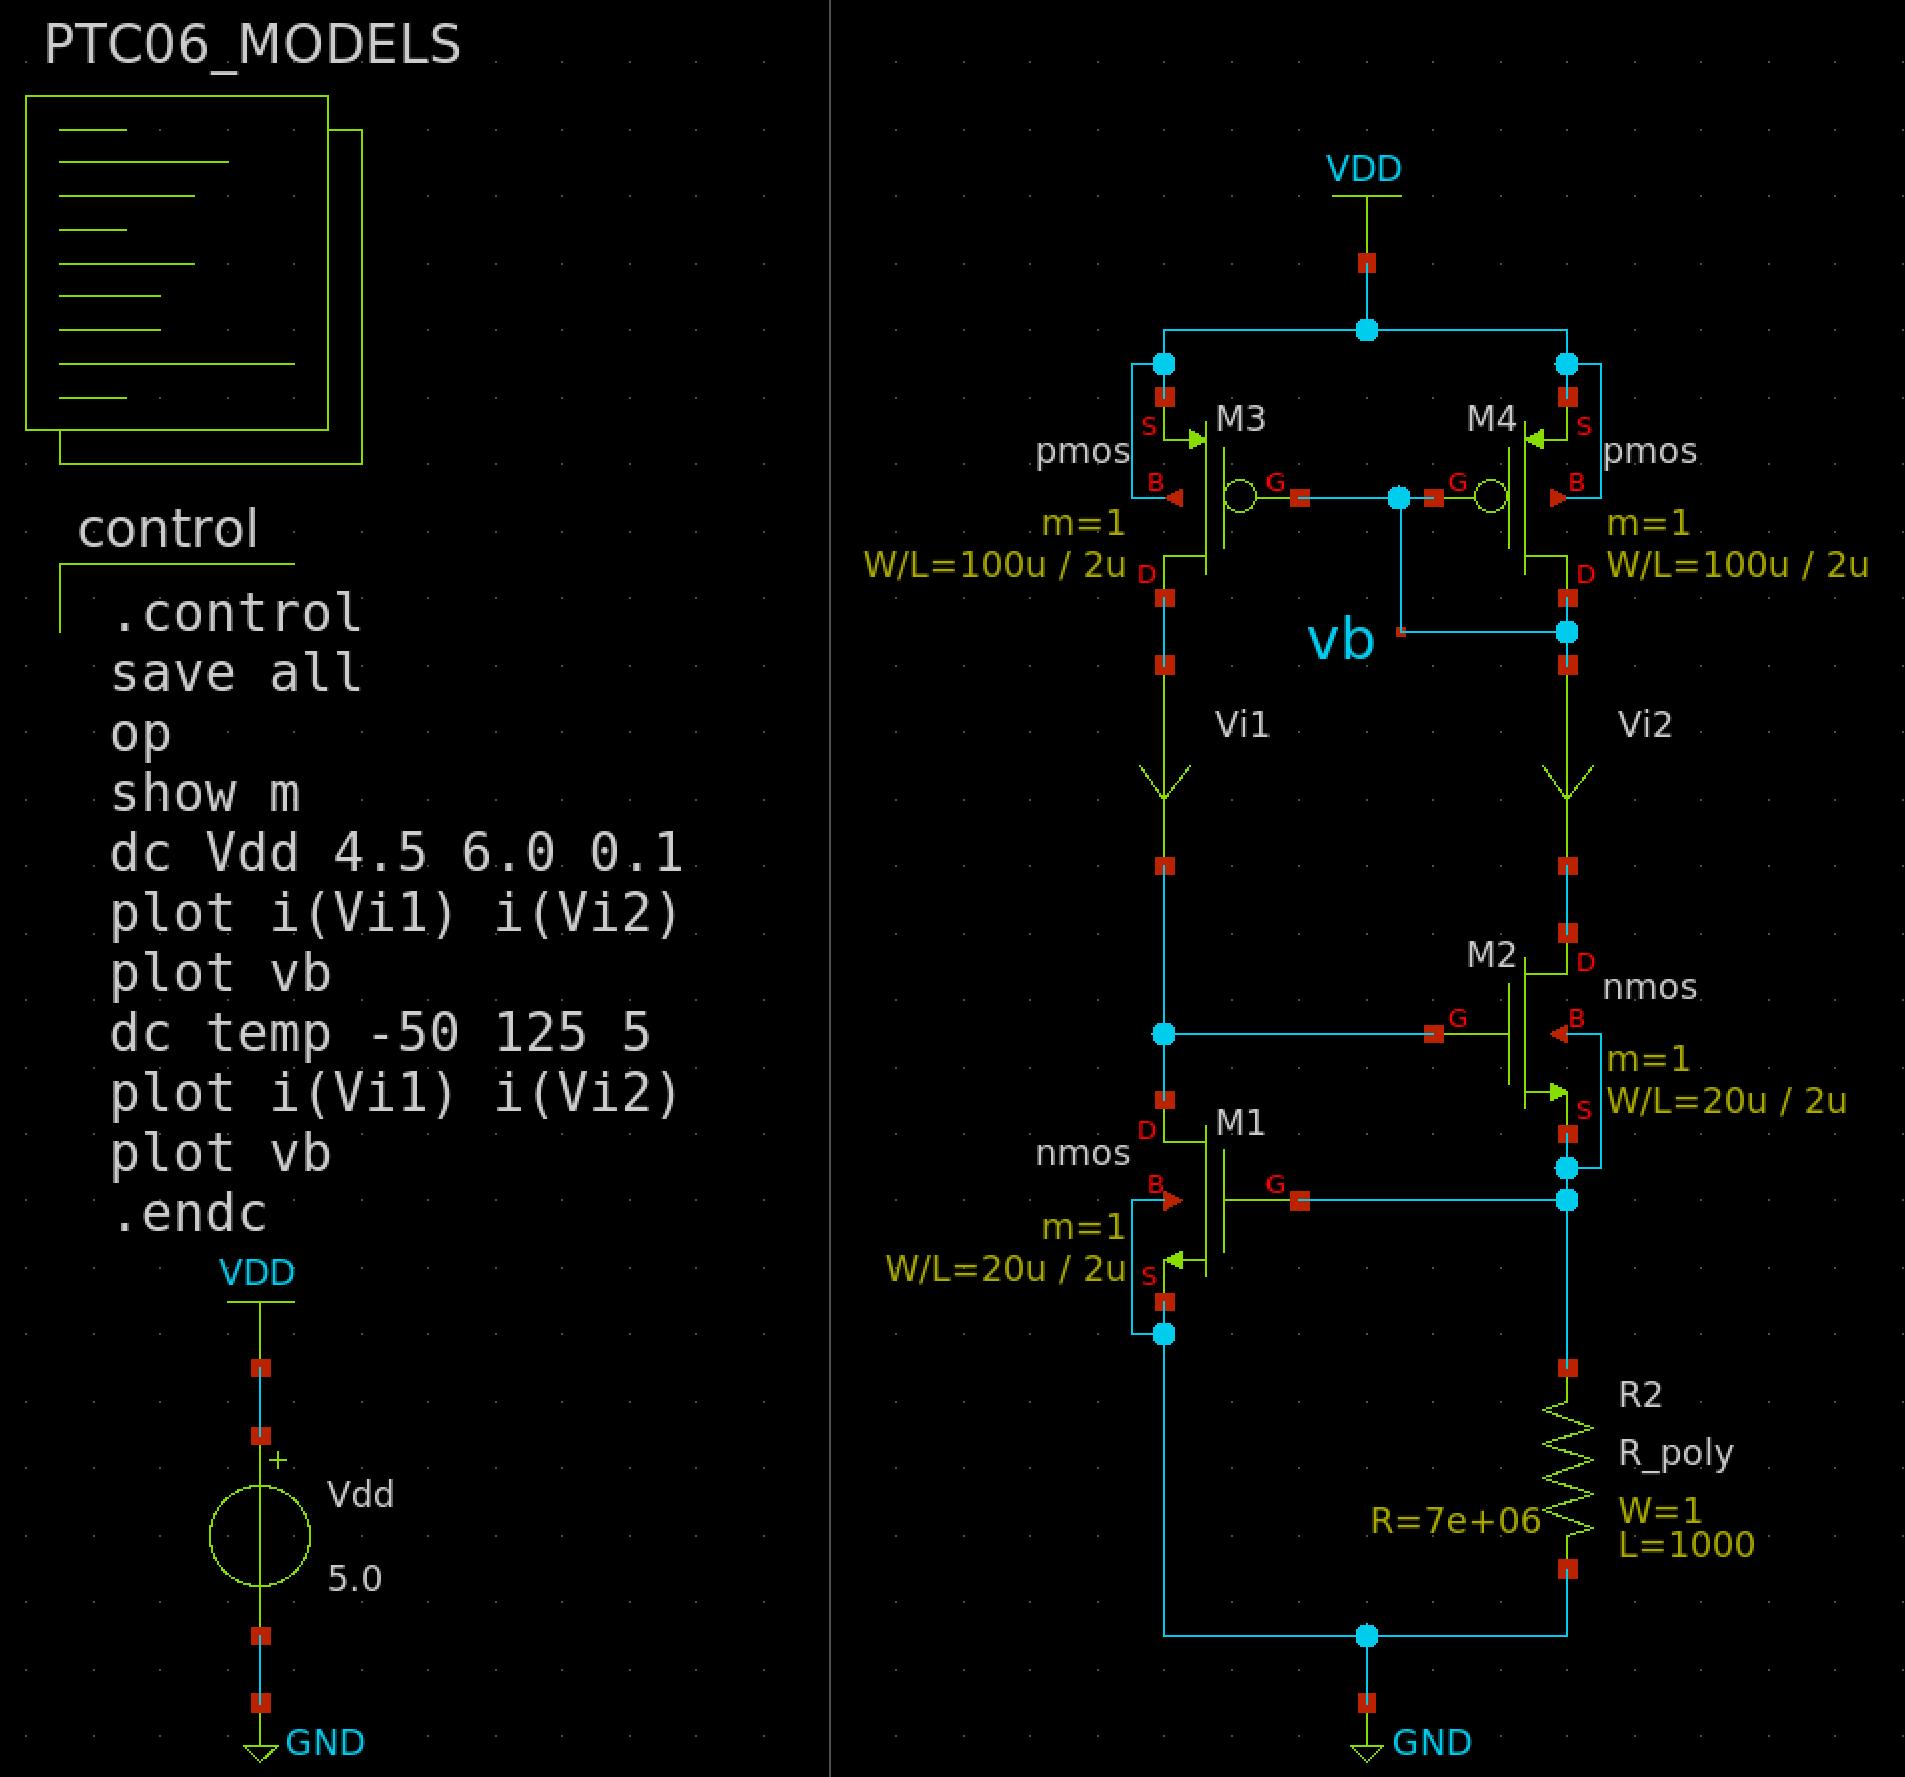 PTC06_MODELS
control
.control
save all
op
show m
dc Vdd 4.5 6.0 0.1
plot i(Vi1) i(Vi2)
plot vb
dc temp -50 125 5
plot i(Vi1) i(Vi2)
plot vb
.endc
VDD
+
Vdd
5.0
GND
VDD
M3
S
pmos
B
G
m=1
W/L=100u / 2u
D
M4
S
pmos
G
B
m=1
W/L=100u / 2u
D
vb
Vi1
Vi2
M2
D
nmos
G
B
m=1
W/L=20u / 2u
S
M1
D
nmos
B
G
m=1
W/L=20u / 2u
S
R2
R_poly
R=7e+06
W=1
L=1000
GND